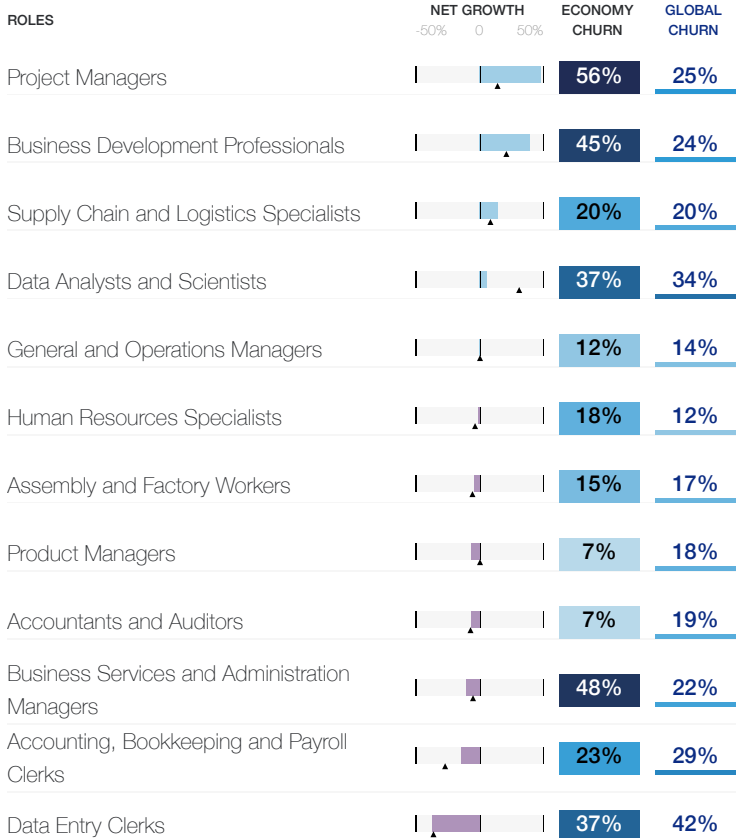 ROLES
NET GROWTH
-50% 0 50%
ECONOMY
CHURN
GLOBAL
CHURN
Project Managers 56% 25%
Business Development Professionals 45% 24%
Supply Chain and Logistics Specialists 20% 20%
Data Analysts and Scientists 37% 34%
General and Operations Managers 12% 14%
Human Resources Specialists 18% 12%
Assembly and Factory Workers 15% 17%
Product Managers 7% 18%
Accountants and Auditors 7% 19%
Business Services and Administration
Managers 48% 22%
Accounting, Bookkeeping and Payroll
Clerks 23% 29%
Data Entry Clerks 37% 42%